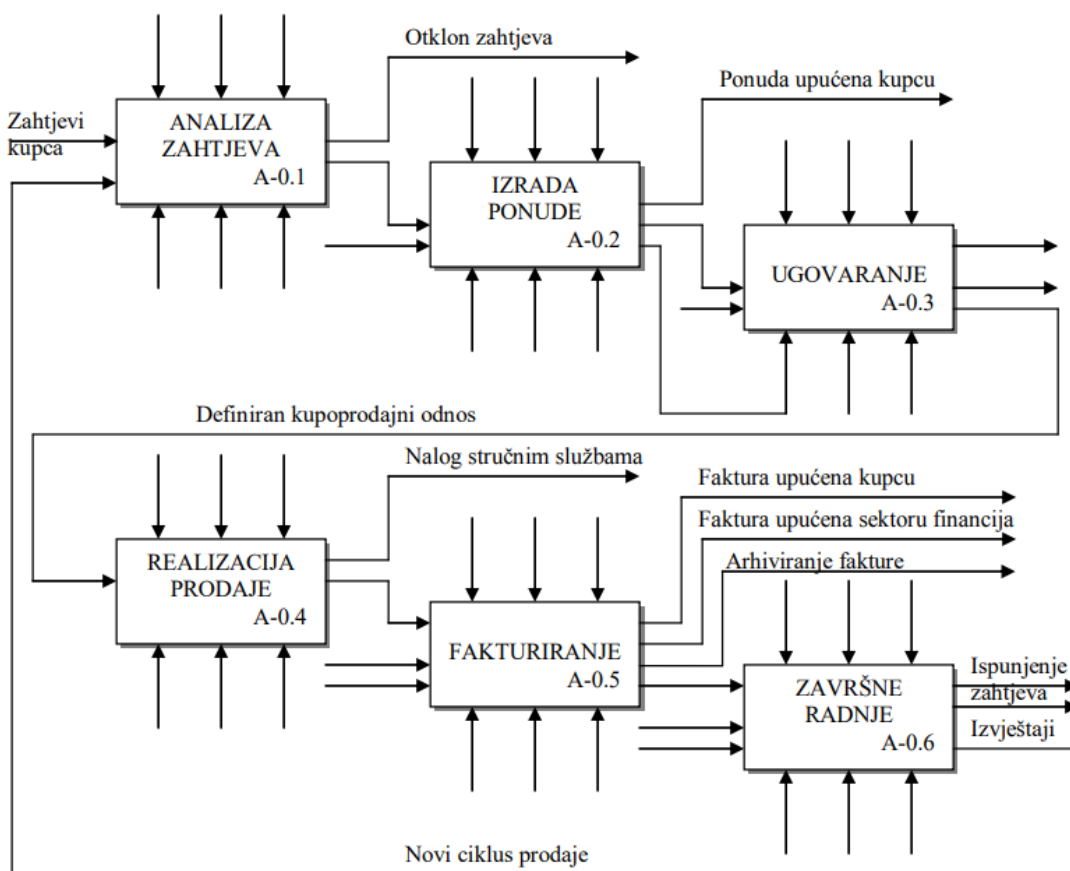 Otklon zahtjeva
Ponuda upućena kupcu
Zahtjevi
kupca
ANALIZA
ZAHTJEVA
A-0.1
IZRADA
PONUDE
A-0.2
UGOVARANJE
A-0.3
Definiran kupoprodajni odnos
Nalog stručnim službama
Faktura upućena kupcu
Faktura upućena sektoru financija
Arhiviranje fakture
REALIZACIJA
PRODAJE
A-0.4
FAKTURIRANJE
A-0.5
ZAVRŠNE
RADNJE
A-0.6
Ispunjenje
zahtjeva
Izvještaji
Novi ciklus prodaje